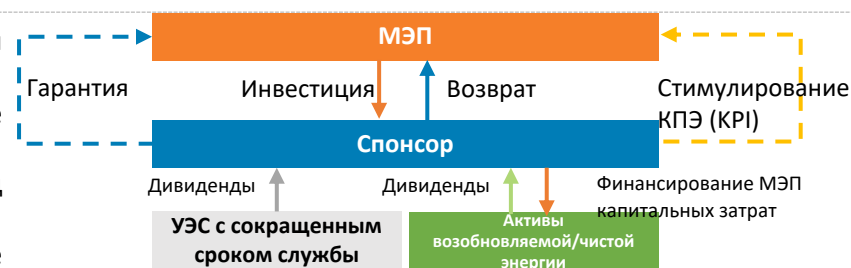 МЭП
Гарантия
Инвестиция
Возврат
Стимулирование
КПЭ (KPI)
Спонсор
Дивиденды
Дивиденды
Финансирование МЭП
капитальных затрат
УЭС с сокращенным
сроком службы
Активы
возобновляемой/чистой
энергии